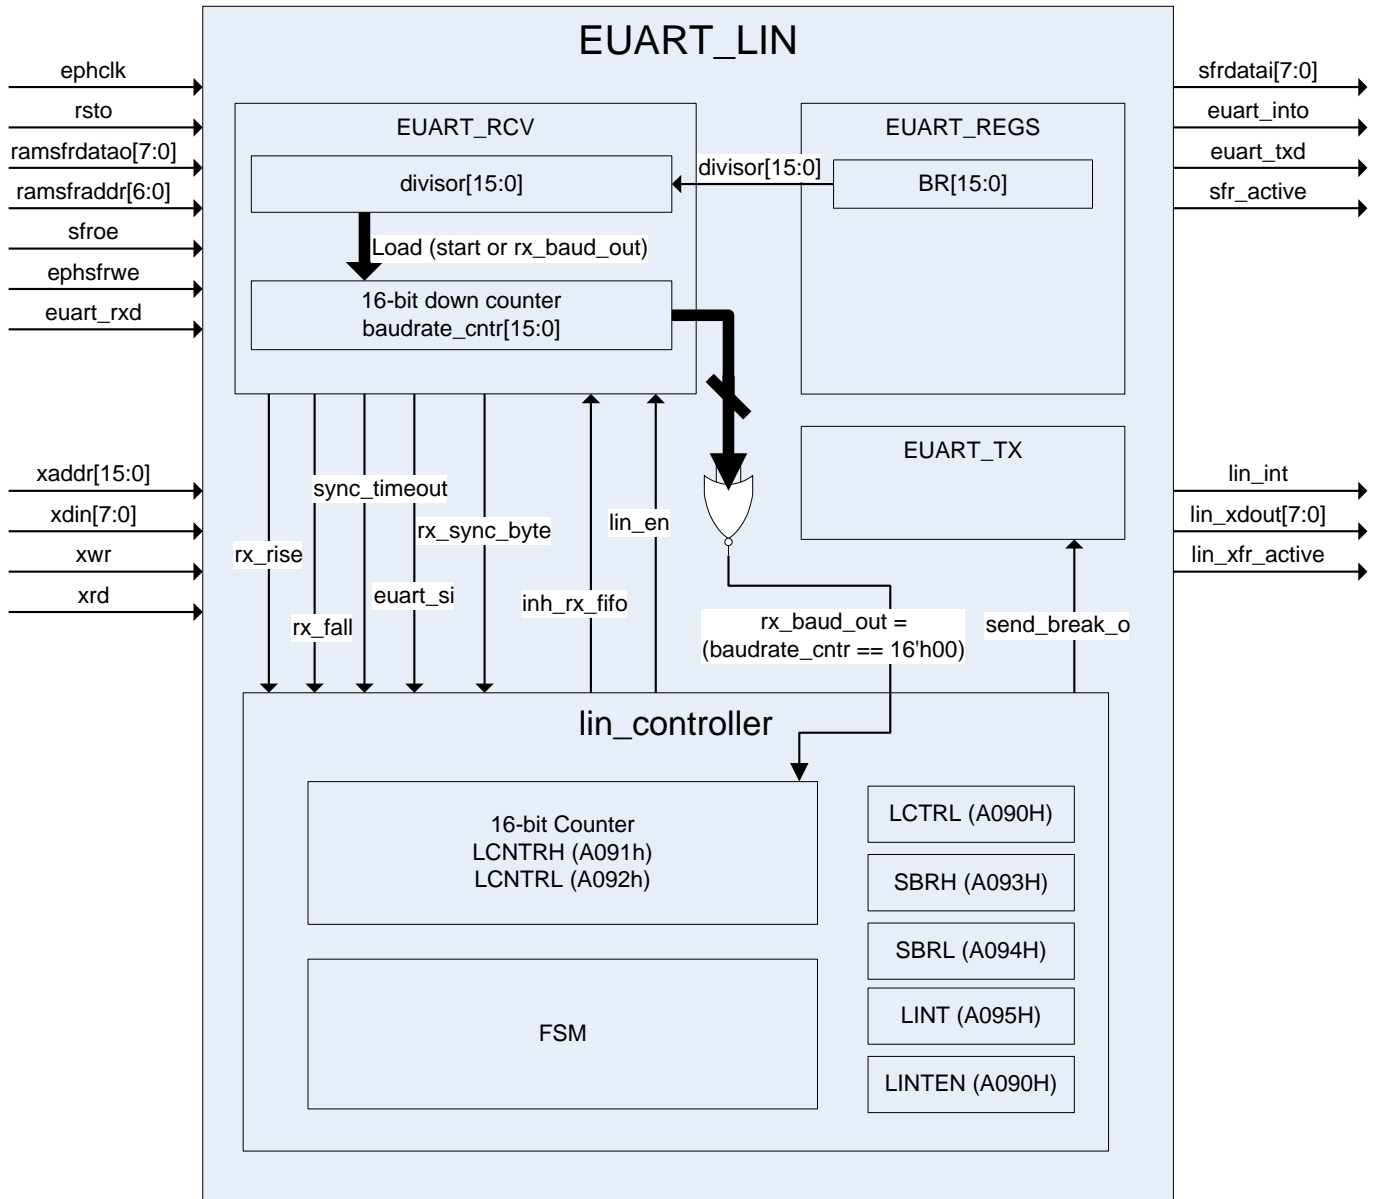 EUART_LIN
ephclk
rsto
ramsfrdatao[7:0]
ramsfraddr[6:0]
sfroe
ephsfrwe
euart_rxd
xaddr[15:0]
xdin[7:0]
xwr
xrd
EUART_RCV
divisor[15:0]
Load (start or rx_baud_out)
16-bit down counter
baudrate_cntr[15:0]
divisor[15:0]
EUART_REGS
BR[15:0]
EUART_TX
sfrdatai[7:0]
euart_into
euart_txd
sfr_active
lin_int
lin_xdout[7:0]
lin_xfr_active
rx_rise
rx_fall
sync_timeout
euart_si
rx_sync_byte
inh_rx_fifo
lin_en
rx_baud_out =
(baudrate_cntr == 16'h00)
send_break_o
lin_controller
16-bit Counter
LCNTRH (A091h)
LCNTRL (A092h)
FSM
LCTRL (A090H)
SBRH (A093H)
SBRL (A094H)
LINT (A095H)
LINTEN (A090H)